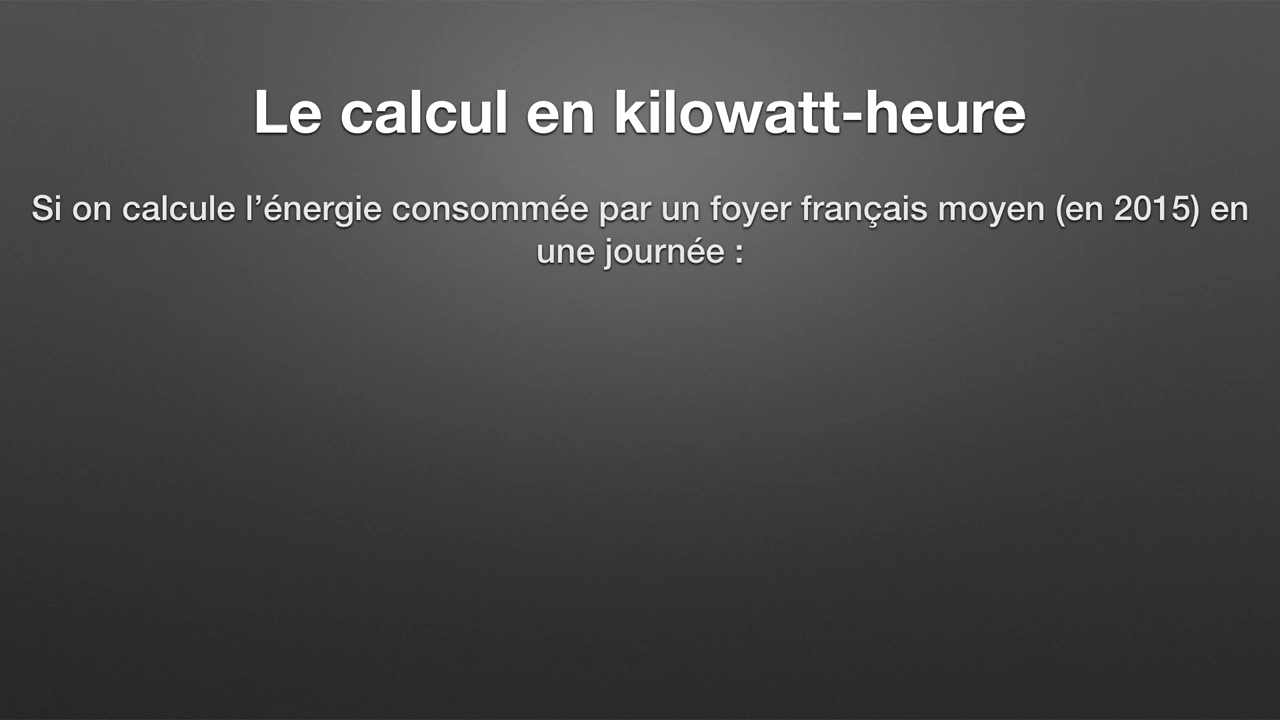 Le calcul en kilowatt-heure
Si on calcule l’énergie consommée par un foyer français moyen (en 2015) en
une journée :